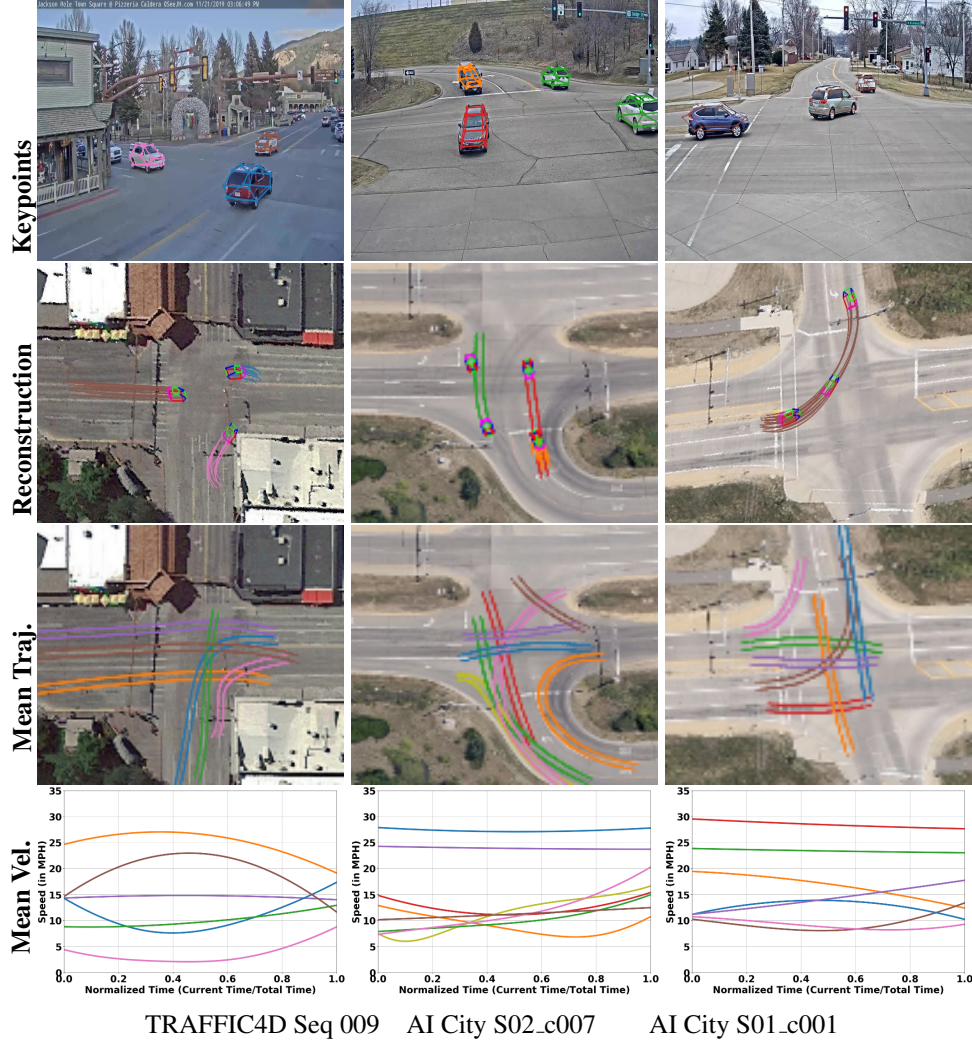 Jackson Hole Town Square @ Pizzeria Caldera ©SeeJH.com 11/21/2019 03:06:49 PM
Keypoints
Reconstruction
Mean Traj.
Mean Vel.
Speed (in MPH)
35
30
25
20
15
10
5
0
0.0 0.2 0.4 0.6 0.8 1.0
Normalized Time (Current Time/Total Time)
Speed (in MPH)
35
30
25
20
15
10
5
0
0.0 0.2 0.4 0.6 0.8 1.0
Normalized Time (Current Time/Total Time)
Speed (in MPH)
35
30
25
20
15
10
5
0
0.0 0.2 0.4 0.6 0.8 1.0
Normalized Time (Current Time/Total Time)
TRAFFIC4D Seq 009 AI City S02_c007 AI City S01_c001